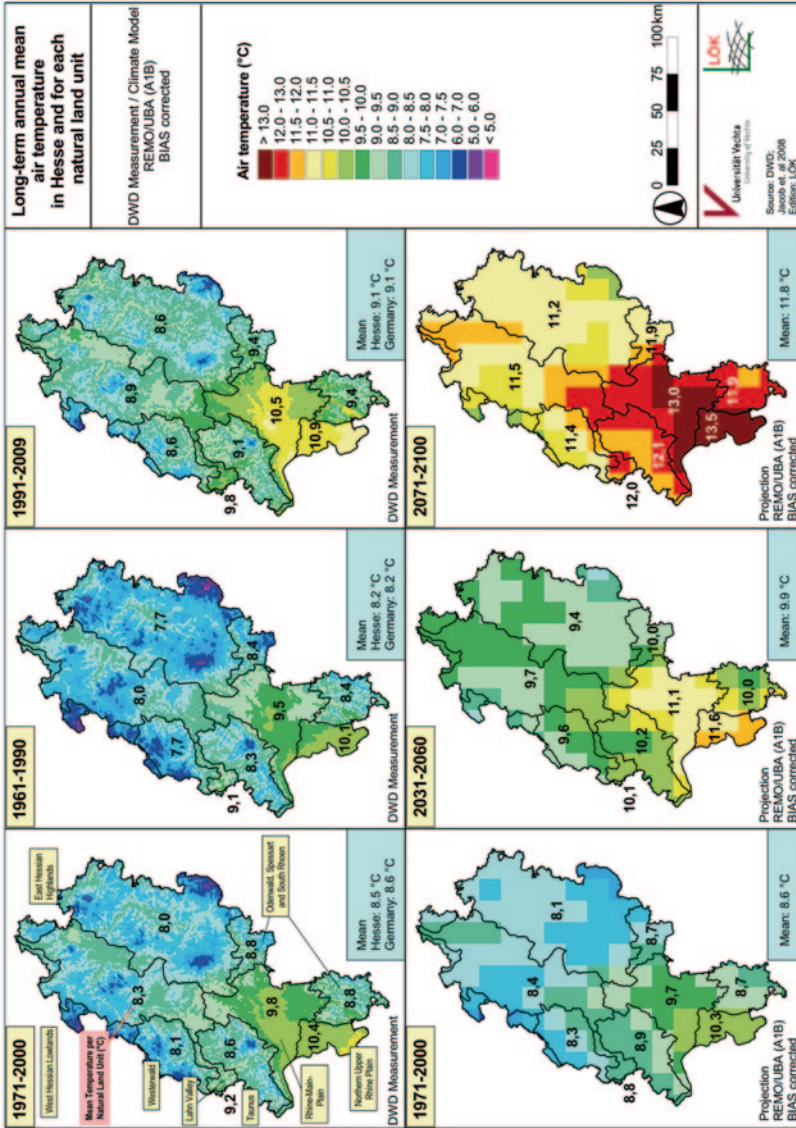 1971-2000
East Hessian
Highlands
West Hessian Lowlands
Mean Temperature per
Natural Land Unit (°C)
8.3
8.0
Westerwald
8.1
Lahn Valley
9,2
8.6
Taunus
8.8
Odenwald, Spessart
and South Rhoen
9.8
Rhine-Main-
Plain
10.4
8.8
Northern Upper
Rhine Plain
DWD Measurement
Mean
Hesse: 8.5 °C
Germany: 8.6 °C
1961-1990
8.0
7.7
7.7
9,1
8.3
8.4
9.5
10,1
8.4
DWD Measurement
Mean
Hesse: 8.2 °C
Germany: 8.2 °C
1991-2009
8.9
8.6
8.6
9,8
9.1
9.4
10,5
10,9
9.4
DWD Measurement
Mean
Hesse: 9.1 °C
Germany: 9.1 °C
Long-term annual mean
air temperature
in Hesse and for each
natural land unit
DWD Measurement / Climate Model
REMO/UBA (A1B)
BIAS corrected
Air temperature (°C)
> 13.0
12.0 - 13.0
11.5 - 12.0
11.0 - 11.5
10.5 - 11.0
10.0 - 10.5
9.5 - 10.0
9.0 - 9.5
8.5 - 9.0
8.0 - 8.5
7.5 - 8.0
7.0 - 7.5
6.0 - 7.0
5.0 - 6.0
< 5.0
0 25 50 75 100km
Universität Vechta
University of Vechta
LÖK
Source: DWD;
Jacob et. al 2008
Edition: LÖK
1971-2000
8,4
8,1
8,3
8,8
8,9
8,7
9,7
10,3
8,7
Projection
REMO/UBA (A1B)
BIAS corrected
Mean: 8.6 °C
2031-2060
9,7
9,4
9,6
10,1
10,2
10,0
11,1
11,6
10,0
Projection
REMO/UBA (A1B)
BIAS corrected
Mean: 9.9 °C
2071-2100
11,5
11,2
11,4
12,0
12,1
11,9
13,0
13,5
11,9
Projection
REMO/UBA (A1B)
BIAS corrected
Mean: 11.8 °C